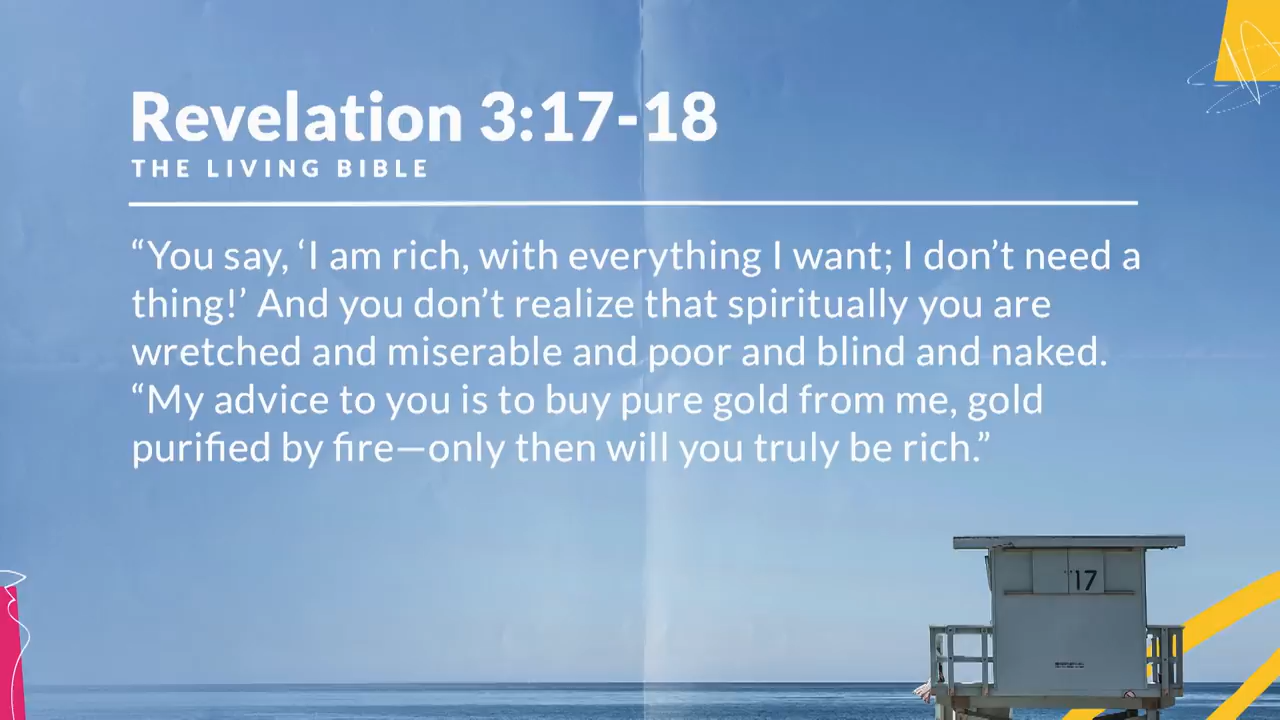 Revelation 3:17-18
THE LIVING BIBLE
“You say, ‘I am rich, with everything I want; I don’t need a
thing!’ And you don’t realize that spiritually you are
wretched and miserable and poor and blind and naked.
“My advice to you is to buy pure gold from me, gold
purified by fire—only then will you truly be rich.”
17